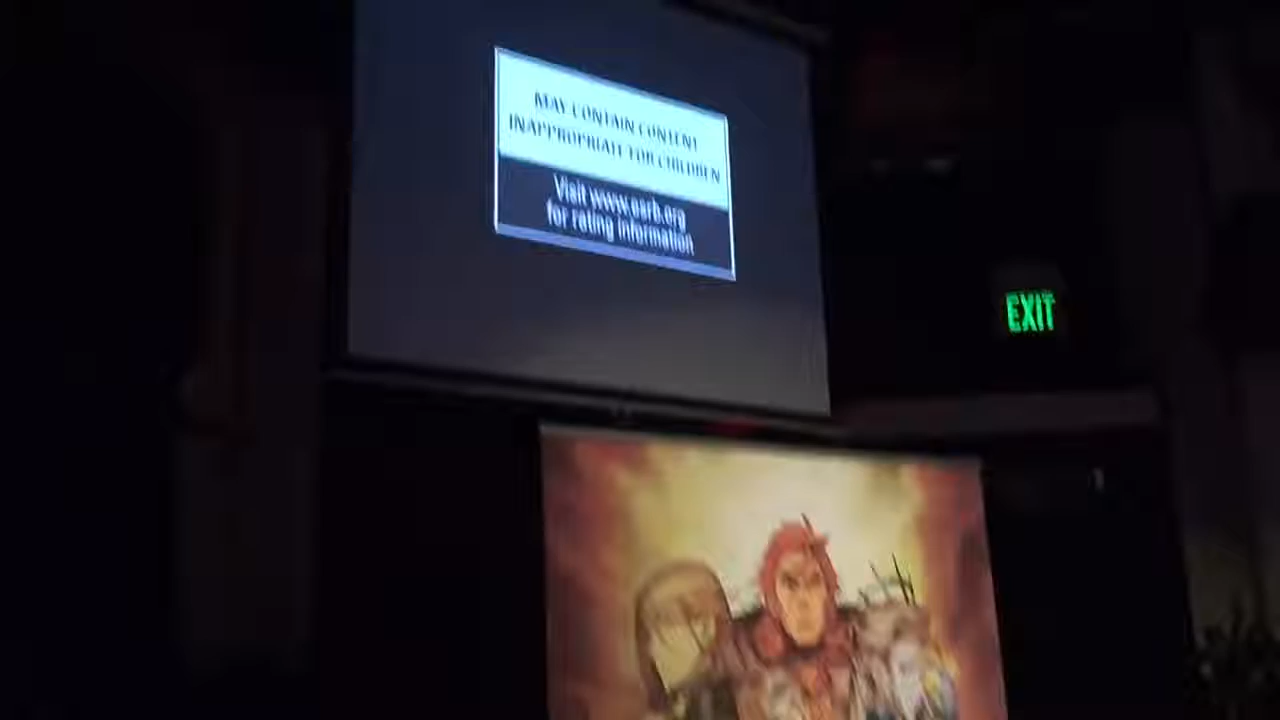 MAY CONTAIN CONTENT
INAPPROPRIATE FOR CHILDREN
Visit www.esrb.org
for rating information
EXIT